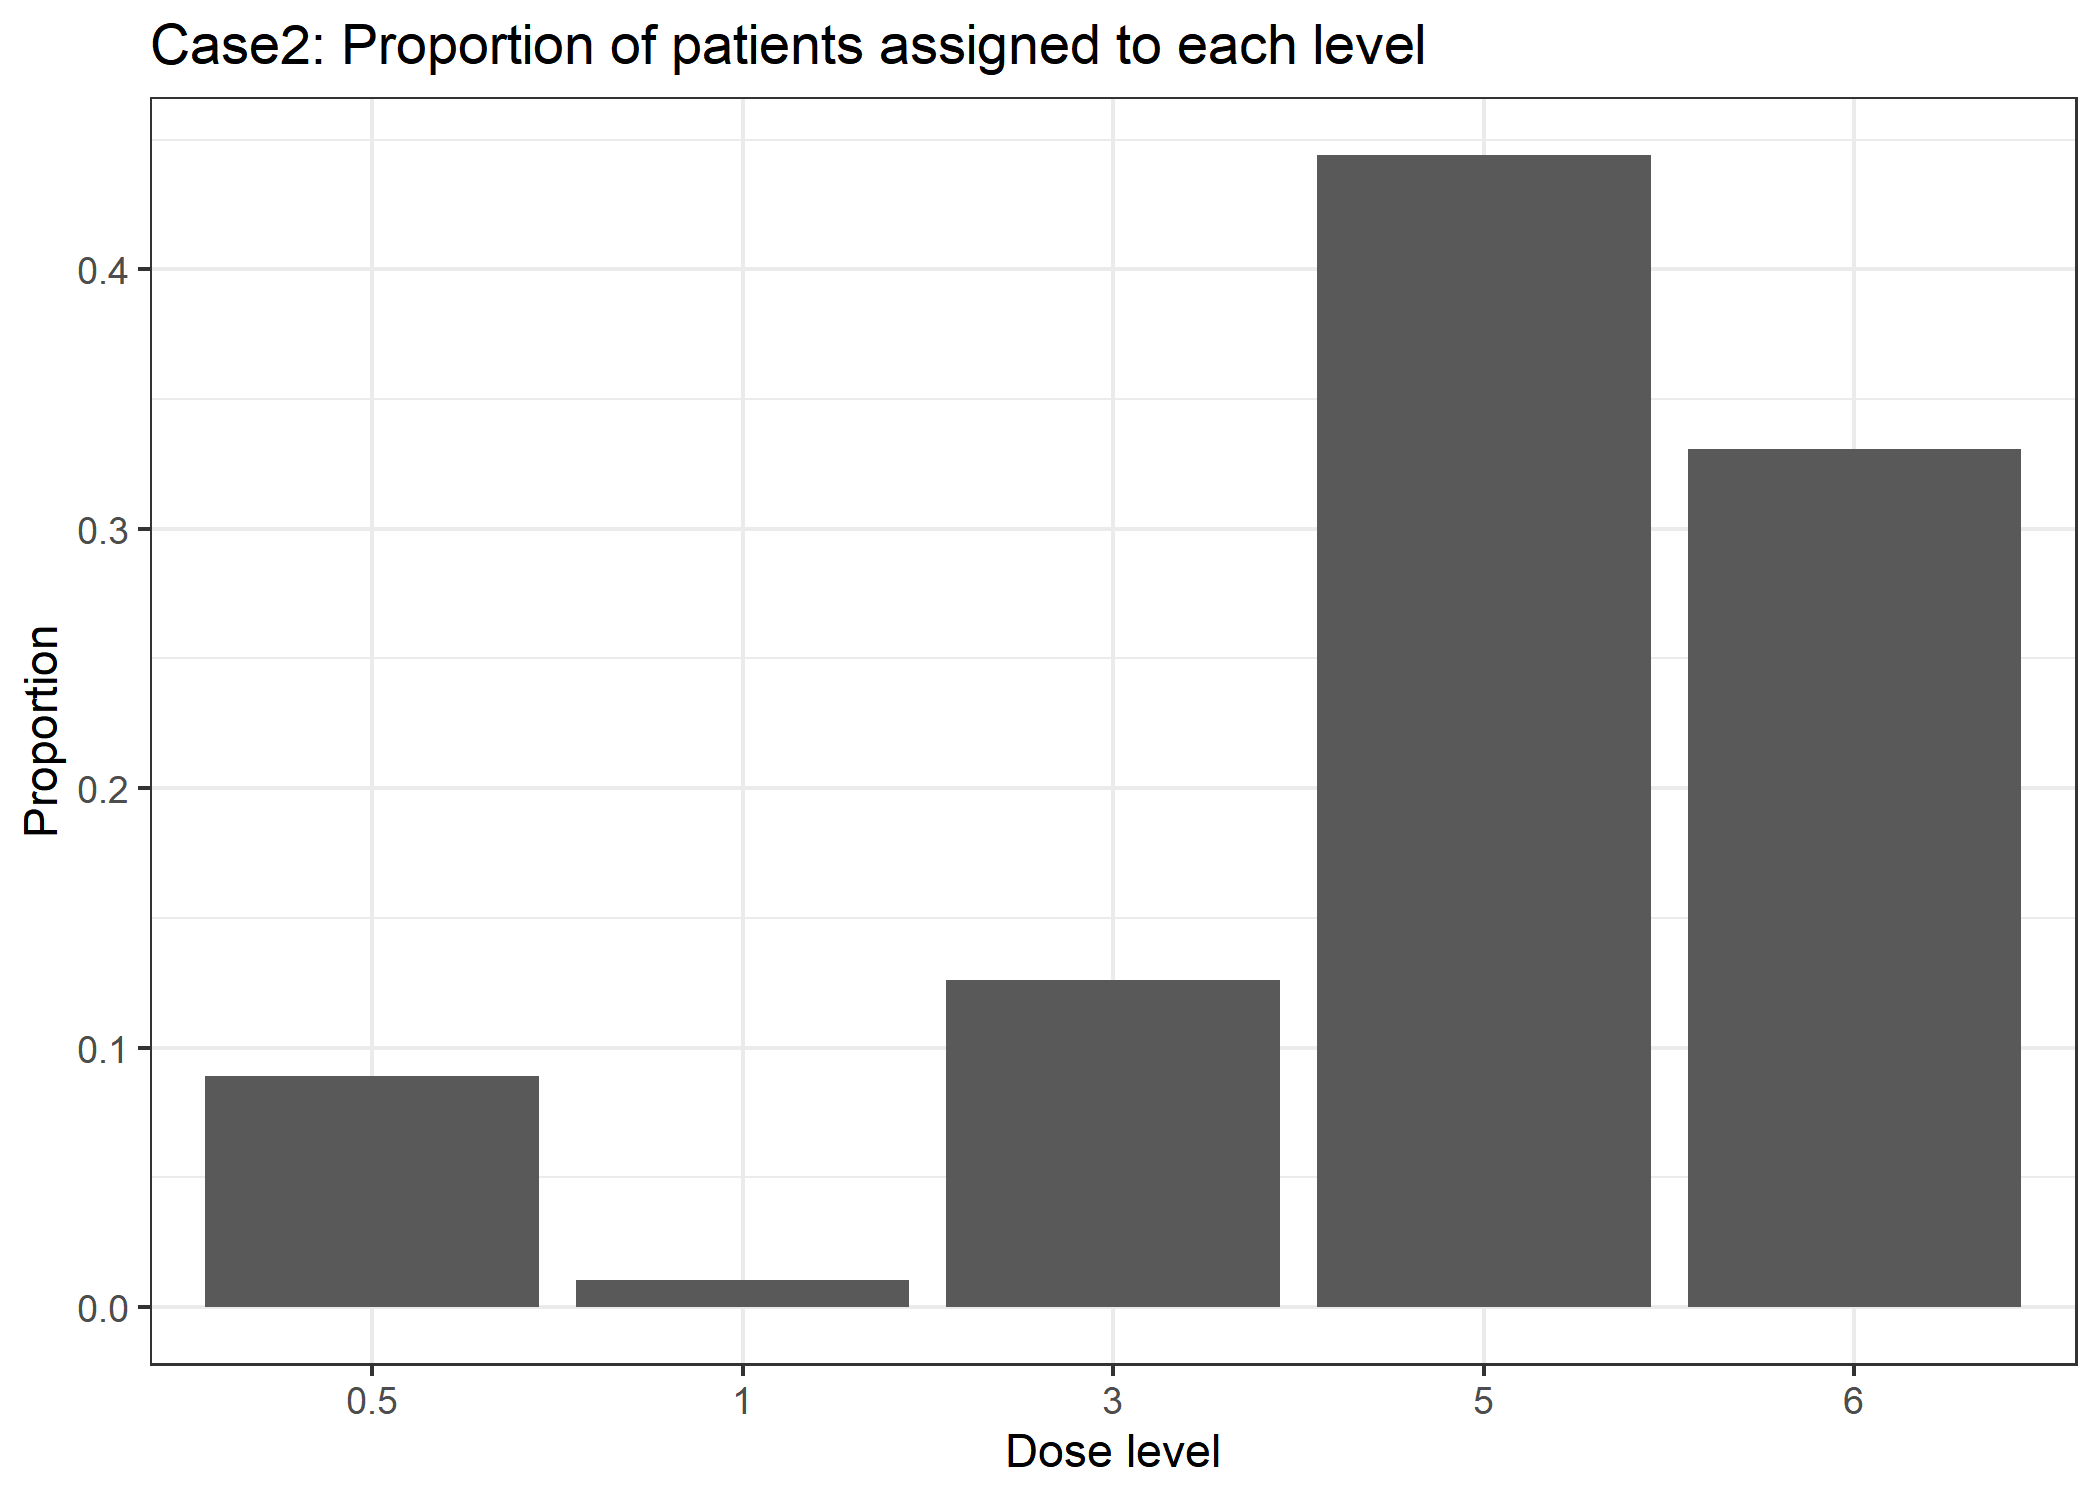 Case2: Proportion of patients assigned to each level
Proportion
0.4
0.3
0.2
0.1
0.0
0.5 1 3 5 6
Dose level